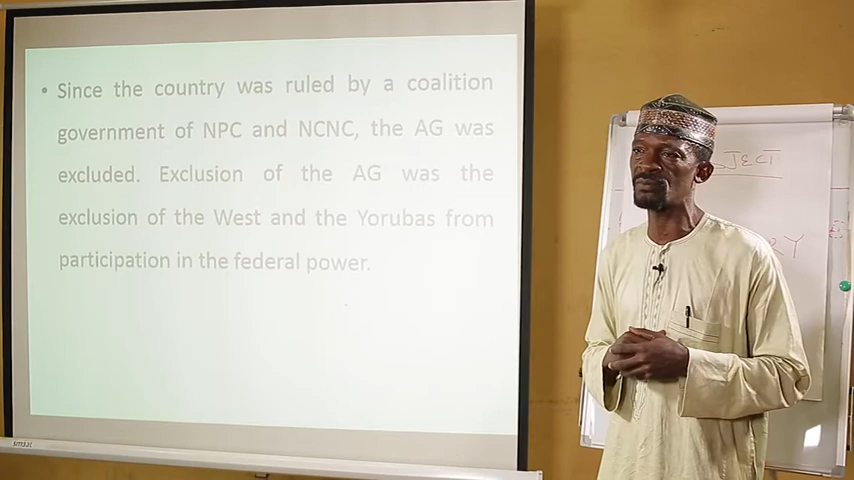 • Since the country was ruled by a coalition
government of NPC and NCNC, the AG was
excluded. Exclusion of the AG was the
exclusion of the West and the Yorubas from
participation in the federal power.